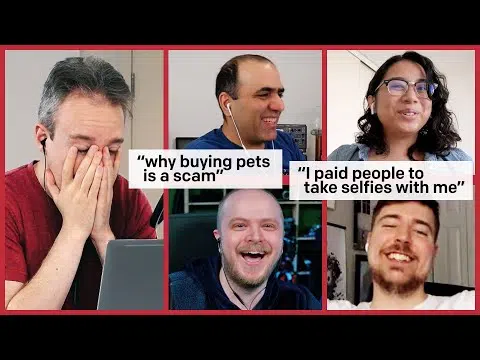 “why buying pets
is a scam”
“I paid people to
take selfies with me”